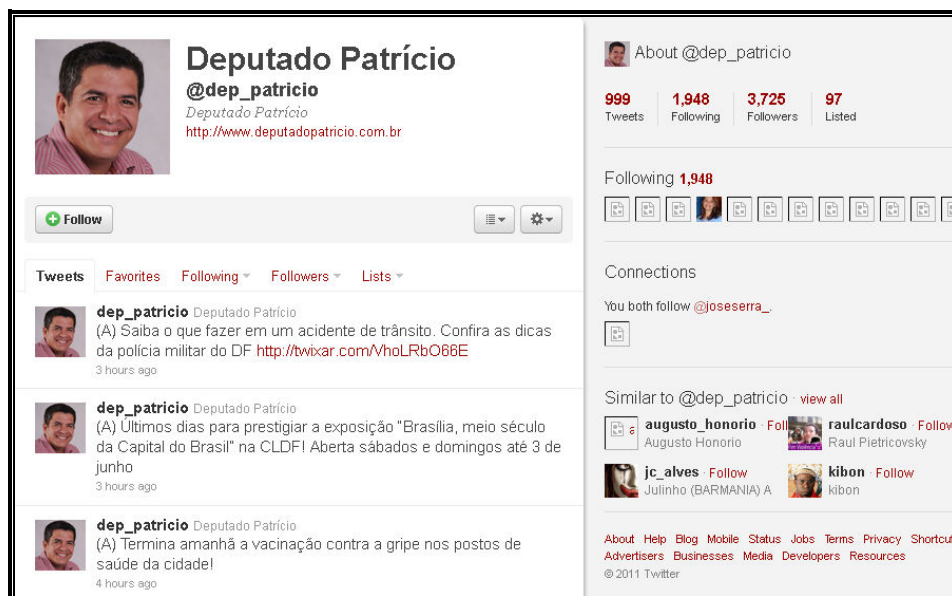 Deputado Patrício
@dep_patricio
Deputado Patrício
http://www.deputadopatricio.com.br
Follow
Tweets Favorites Following Followers Lists
dep_patricio Deputado Patrício
(A) Saiba o que fazer em um acidente de trânsito. Confira as dicas
da polícia militar do DF http://twixar.com/VhoLRbO66E
3 hours ago
dep_patricio Deputado Patrício
(A) Últimos dias para prestigiar a exposição "Brasília, meio século
da Capital do Brasil" na CLDF! Aberta sábados e domingos até 3 de
junho
3 hours ago
dep_patricio Deputado Patrício
(A) Termina amanhã a vacinação contra a gripe nos postos de
saúde da cidade!
4 hours ago
About @dep_patricio
999 1,948 3,725 97
Tweets Following Followers Listed
Following 1,948
Connections
You both follow @joseserra_.
Similar to @dep_patricio · view all
a augusto_honorio · Foll
Augusto Honorio
raulcardoso · Follow
Raul Pietricovsky
jc_alves · Follow
Julinho (BARMANIA) A
kibon · Follow
kibon
About Help Blog Mobile Status Jobs Terms Privacy Shortcut
Advertisers Businesses Media Developers Resources
© 2011 Twitter